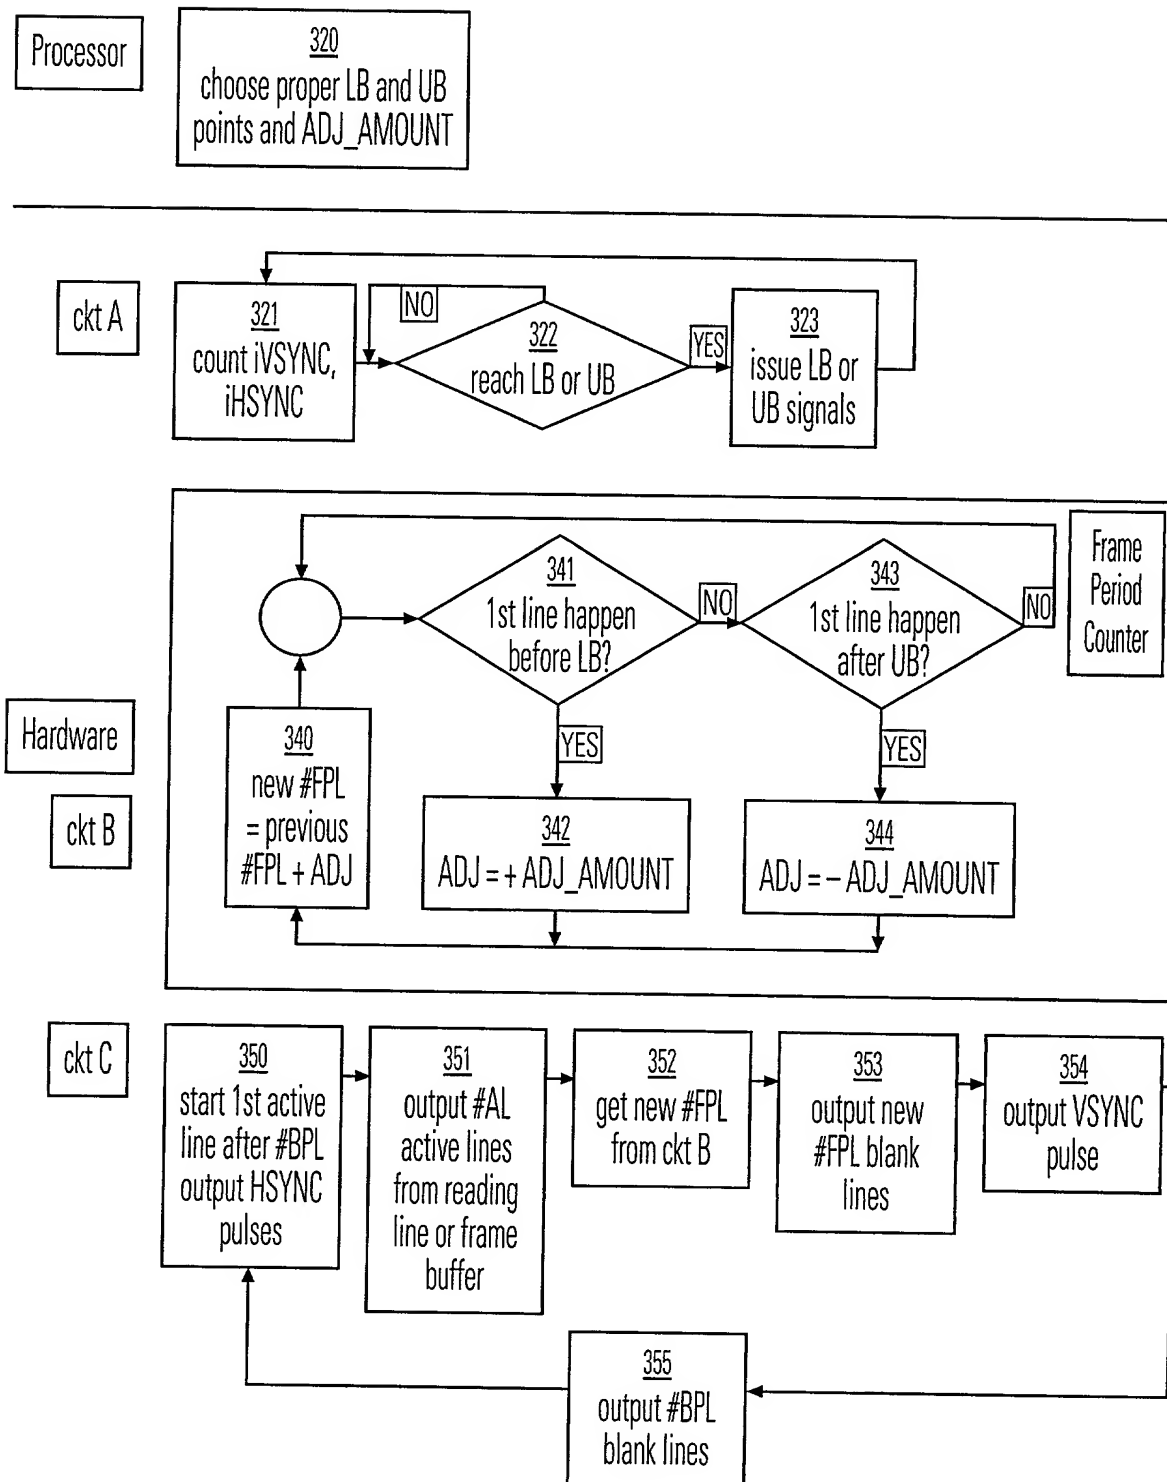 Processor
320
choose proper LB and UB
points and ADJ_AMOUNT
ckt A
321
count iVSYNC,
iHSYNC
NO
322
reach LB or UB
YES
323
issue LB or
UB signals
Frame
Period
Counter
341
1st line happen
before LB?
NO
343
1st line happen
after UB?
NO
Hardware
ckt B
340
new #FPL
= previous
#FPL + ADJ
YES
342
ADJ = + ADJ_AMOUNT
YES
344
ADJ = – ADJ_AMOUNT
ckt C
350
start 1st active
line after #BPL
output HSYNC
pulses
351
output #AL
active lines
from reading
line or frame
buffer
352
get new #FPL
from ckt B
353
output new
#FPL blank
lines
354
output VSYNC
pulse
355
output #BPL
blank lines